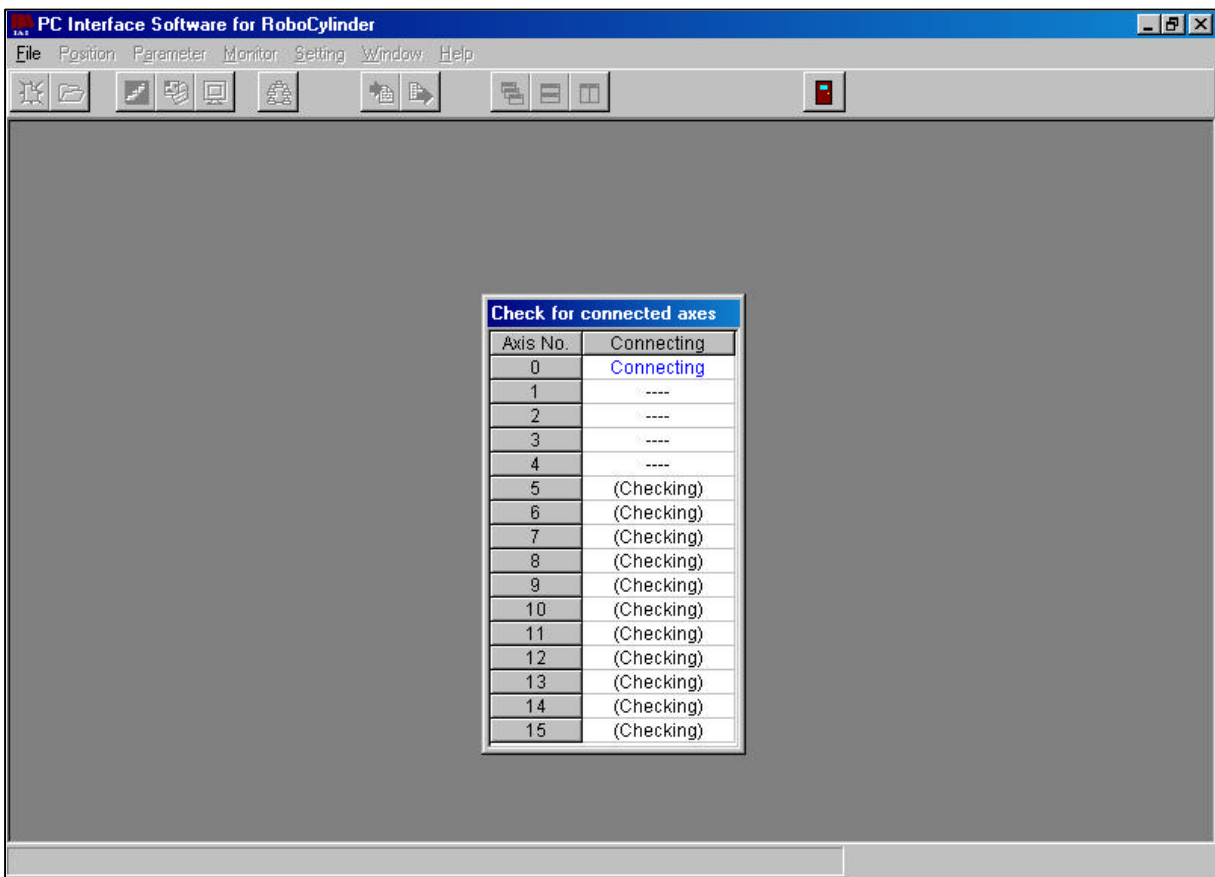 PC Interface Software for RoboCylinder
File Position Parameter Monitor Setting Window Help
Check for connected axes
Axis No. Connecting
0 Connecting
1 ----
2 ----
3 ----
4 ----
5 (Checking)
6 (Checking)
7 (Checking)
8 (Checking)
9 (Checking)
10 (Checking)
11 (Checking)
12 (Checking)
13 (Checking)
14 (Checking)
15 (Checking)